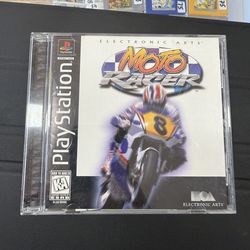 ELECTRONIC ARTS
MOTO
RACER
PlayStation
8
ELECTRONIC ARTS